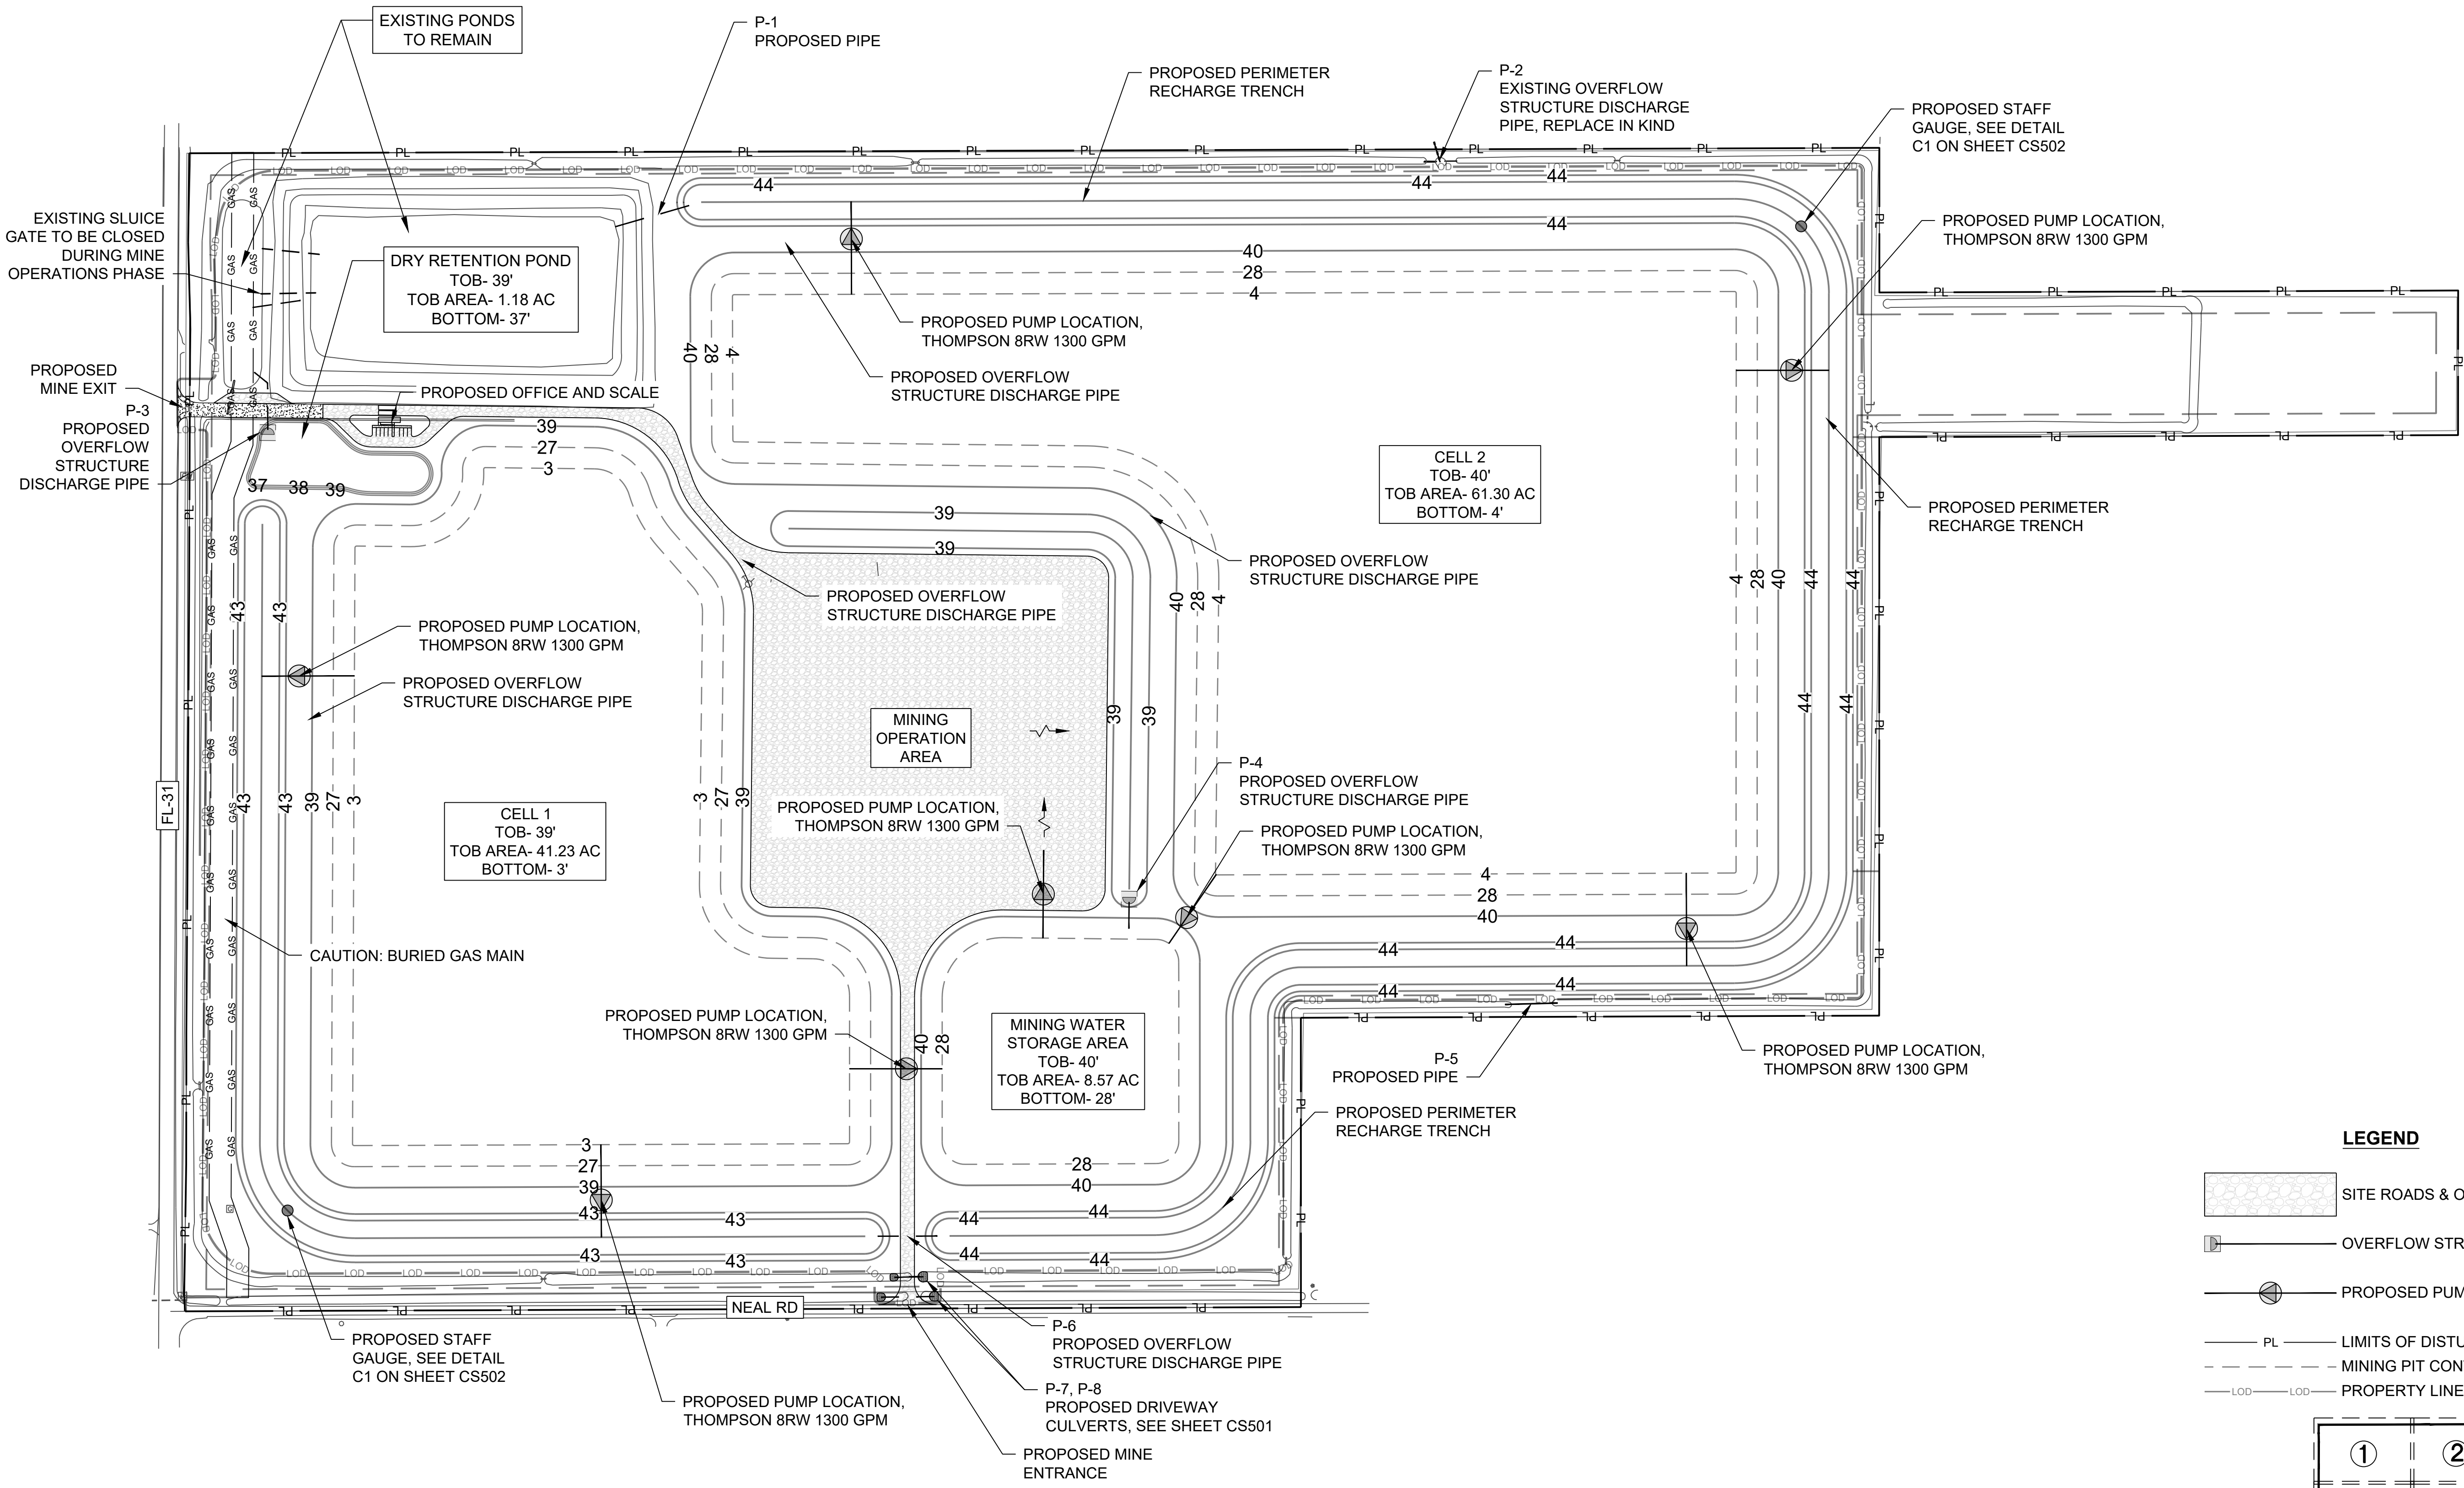 EXISTING PONDS
TO REMAIN
P-1
PROPOSED PIPE
PROPOSED PERIMETER
RECHARGE TRENCH
P-2
EXISTING OVERFLOW
STRUCTURE DISCHARGE
PIPE, REPLACE IN KIND
PROPOSED STAFF
GAUGE, SEE DETAIL
C1 ON SHEET CS502
EXISTING SLUICE
GATE TO BE CLOSED
DURING MINE
OPERATIONS PHASE
DRY RETENTION POND
TOB- 39'
TOB AREA- 1.18 AC
BOTTOM- 37'
PROPOSED PUMP LOCATION,
THOMPSON 8RW 1300 GPM
PROPOSED PUMP LOCATION,
THOMPSON 8RW 1300 GPM
PROPOSED OVERFLOW
STRUCTURE DISCHARGE PIPE
PROPOSED
MINE EXIT
PROPOSED OFFICE AND SCALE
P-3
PROPOSED
OVERFLOW
STRUCTURE
DISCHARGE PIPE
CELL 2
TOB- 40'
TOB AREA- 61.30 AC
BOTTOM- 4'
PROPOSED PERIMETER
RECHARGE TRENCH
PROPOSED OVERFLOW
STRUCTURE DISCHARGE PIPE
PROPOSED OVERFLOW
STRUCTURE DISCHARGE PIPE
PROPOSED PUMP LOCATION,
THOMPSON 8RW 1300 GPM
PROPOSED OVERFLOW
STRUCTURE DISCHARGE PIPE
MINING
OPERATION
AREA
P-4
PROPOSED OVERFLOW
STRUCTURE DISCHARGE PIPE
FL-31
CELL 1
TOB- 39'
TOB AREA- 41.23 AC
BOTTOM- 3'
PROPOSED PUMP LOCATION,
THOMPSON 8RW 1300 GPM
PROPOSED PUMP LOCATION,
THOMPSON 8RW 1300 GPM
CAUTION: BURIED GAS MAIN
PROPOSED PUMP LOCATION,
THOMPSON 8RW 1300 GPM
MINING WATER
STORAGE AREA
TOB- 40'
TOB AREA- 8.57 AC
BOTTOM- 28'
P-5
PROPOSED PIPE
PROPOSED PUMP LOCATION,
THOMPSON 8RW 1300 GPM
PROPOSED PERIMETER
RECHARGE TRENCH
NEAL RD
PROPOSED STAFF
GAUGE, SEE DETAIL
C1 ON SHEET CS502
PROPOSED PUMP LOCATION,
THOMPSON 8RW 1300 GPM
P-6
PROPOSED OVERFLOW
STRUCTURE DISCHARGE PIPE
P-7, P-8
PROPOSED DRIVEWAY
CULVERTS, SEE SHEET CS501
PROPOSED MINE
ENTRANCE
LEGEND
SITE ROADS & O
OVERFLOW STR
PROPOSED PUM
PL LIMITS OF DISTU
MINING PIT CON
LOD LOD PROPERTY LINE
1
2